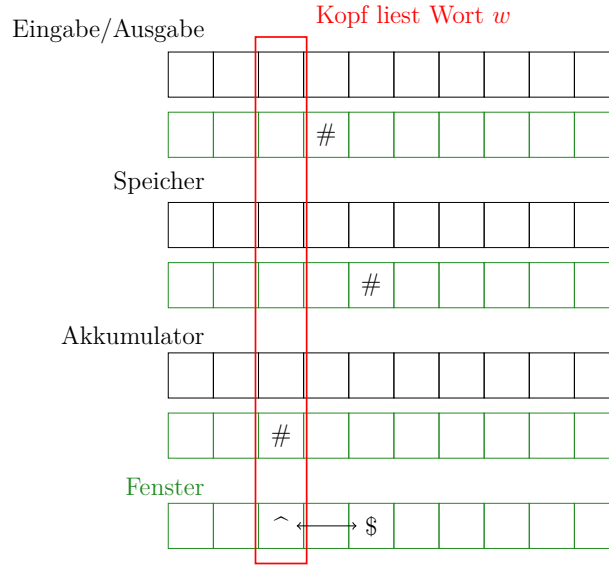 Kopf liest Wort w
Eingabe/Ausgabe
#
Speicher
#
Akkumulator
#
Fenster
^ $